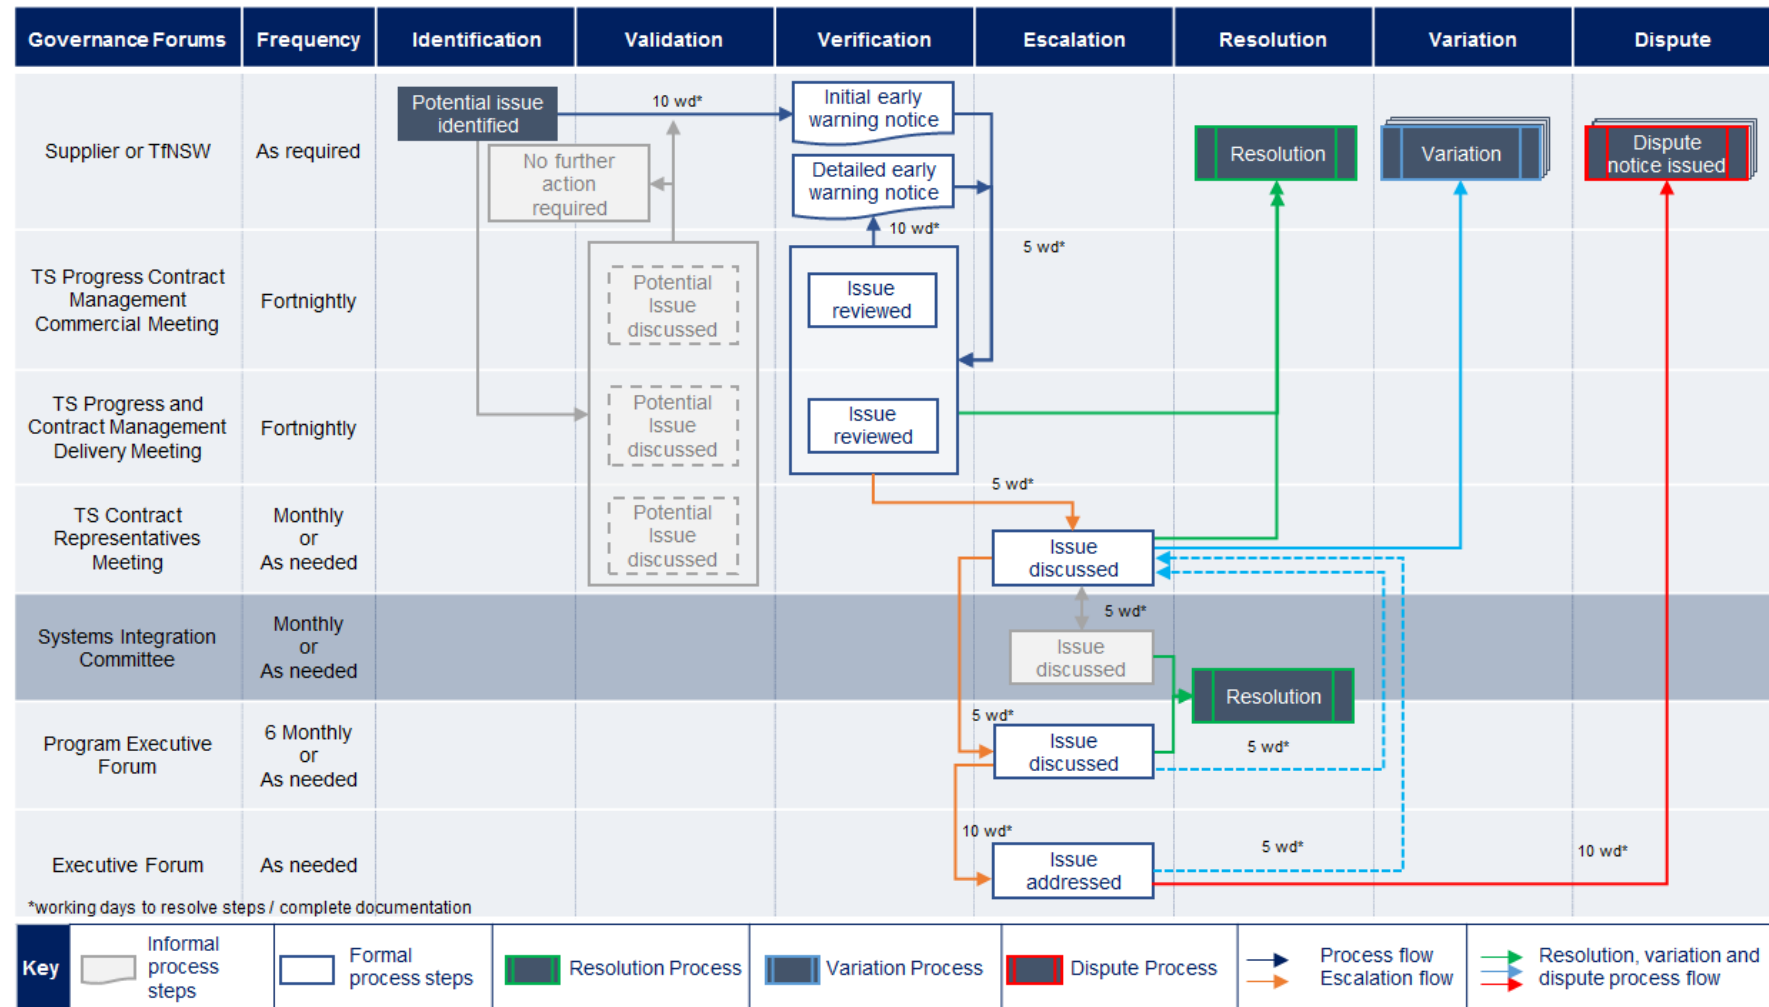 Governance Forums
Frequency
Identification
Validation
Verification
Escalation
Resolution
Variation
Dispute
Supplier or TfNSW
As required
Potential issue
identified
10 wd*
No further
action
required
Initial early
warning notice
Detailed early
warning notice
10 wd*
5 wd*
Resolution
Variation
Dispute
notice issued
TS Progress Contract
Management
Commercial Meeting
Fortnightly
Potential
Issue
discussed
Issue
reviewed
TS Progress and
Contract Management
Delivery Meeting
Fortnightly
Potential
Issue
discussed
Issue
reviewed
5 wd*
TS Contract
Representatives
Meeting
Monthly
or
As needed
Potential
Issue
discussed
Issue
discussed
Systems Integration
Committee
Monthly
or
As needed
5 wd*
Issue
discussed
Resolution
Program Executive
Forum
6 Monthly
or
As needed
5 wd*
Issue
discussed
5 wd*
Executive Forum
As needed
10 wd*
Issue
addressed
5 wd*
10 wd*
*working days to resolve steps / complete documentation
Key
Informal
process
steps
Formal
process steps
Resolution Process
Variation Process
Dispute Process
Process flow
Escalation flow
Resolution, variation and
dispute process flow